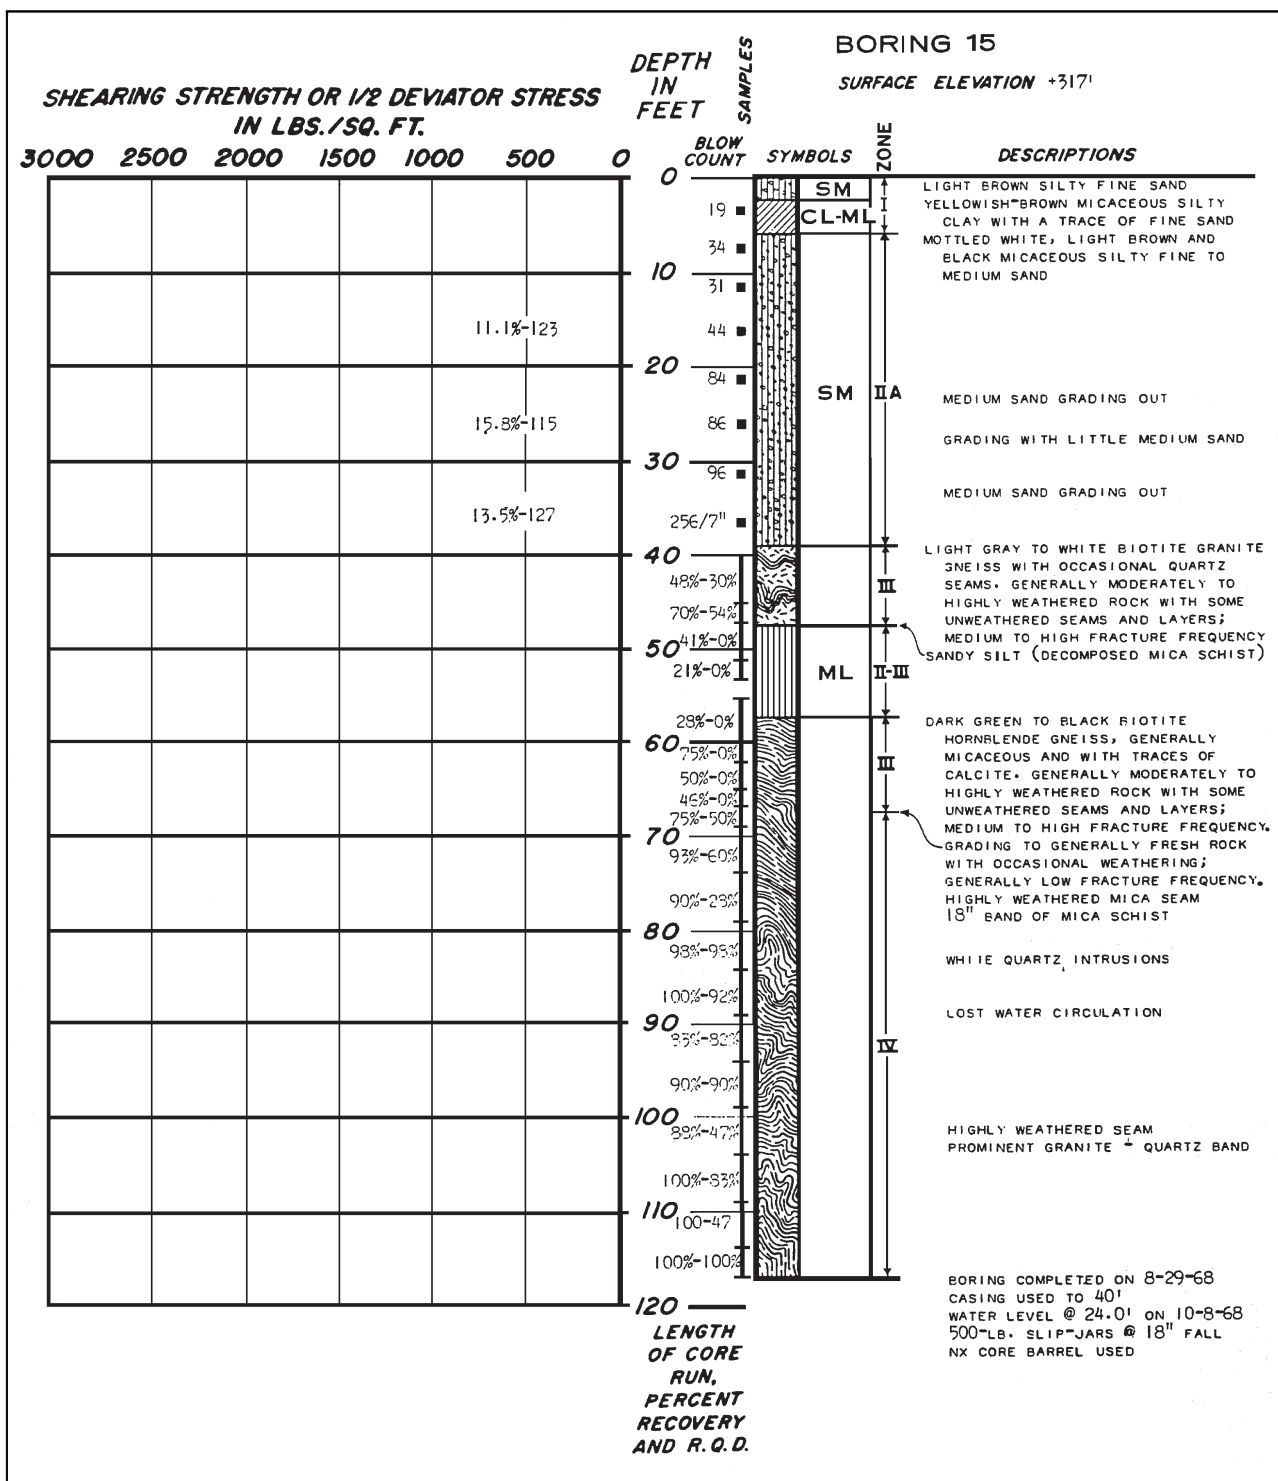 BORING 15
SURFACE ELEVATION +317'
SHEARING STRENGTH OR 1/2 DEVIATOR STRESS
IN LBS./SQ. FT.
3000 2500 2000 1500 1000 500 0
DEPTH
IN
FEET
SAMPLES
BLOW
COUNT
SYMBOLS
ZONE
DESCRIPTIONS
0
10
20
30
40
50
60
70
80
90
100
110
120
11.1%-123
15.8%-115
13.5%-127
19
34
31
44
84
86
96
256/7"
48%-30%
70%-54%
41%-0%
21%-0%
28%-0%
75%-0%
50%-0%
46%-0%
75%-50%
93%-60%
90%-28%
98%-98%
100%-92%
90%-90%
88%-47%
100%-83%
100-47
100%-100%
SM
CL-ML
SM
ML
I
IIA
III
II-III
III
IV
LIGHT BROWN SILTY FINE SAND
YELLOWISH-BROWN MICACEOUS SILTY
CLAY WITH A TRACE OF FINE SAND
MOTTLED WHITE, LIGHT BROWN AND
BLACK MICACEOUS SILTY FINE TO
MEDIUM SAND
MEDIUM SAND GRADING OUT
GRADING WITH LITTLE MEDIUM SAND
MEDIUM SAND GRADING OUT
LIGHT GRAY TO WHITE BIOTITE GRANITE
GNEISS WITH OCCASIONAL QUARTZ
SEAMS. GENERALLY MODERATELY TO
HIGHLY WEATHERED ROCK WITH SOME
UNWEATHERED SEAMS AND LAYERS;
MEDIUM TO HIGH FRACTURE FREQUENCY
SANDY SILT (DECOMPOSED MICA SCHIST)
DARK GREEN TO BLACK BIOTITE
HORNBLENDE GNEISS, GENERALLY
MICACEOUS AND WITH TRACES OF
CALCITE. GENERALLY MODERATELY TO
HIGHLY WEATHERED ROCK WITH SOME
UNWEATHERED SEAMS AND LAYERS;
MEDIUM TO HIGH FRACTURE FREQUENCY.
GRADING TO GENERALLY FRESH ROCK
WITH OCCASIONAL WEATHERING;
GENERALLY LOW FRACTURE FREQUENCY.
HIGHLY WEATHERED MICA SEAM
18" BAND OF MICA SCHIST
WHITE QUARTZ INTRUSIONS
LOST WATER CIRCULATION
HIGHLY WEATHERED SEAM
PROMINENT GRANITE - QUARTZ BAND
BORING COMPLETED ON 8-29-68
CASING USED TO 40'
WATER LEVEL @ 24.0' ON 10-8-68
500-LB. SLIP-JARS @ 18" FALL
NX CORE BARREL USED
LENGTH
OF CORE
RUN,
PERCENT
RECOVERY
AND R.Q.D.